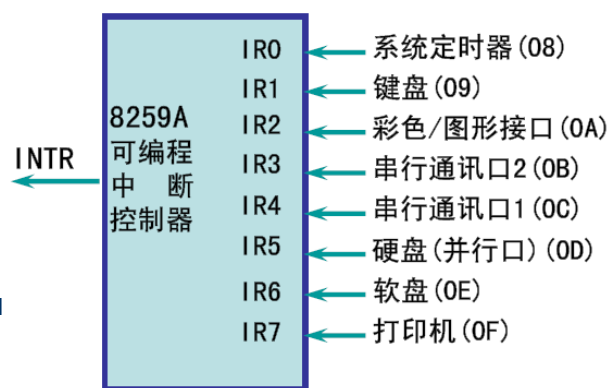 IR0 系统定时器(08)
IR1 键盘(09)
8259A IR2 彩色/图形接口(0A)
INTR 可编程 IR3 串行通讯口2(0B)
中 断 IR4 串行通讯口1(0C)
控制器
IR5 硬盘(并行口)(0D)
IR6 软盘(0E)
IR7 打印机(0F)